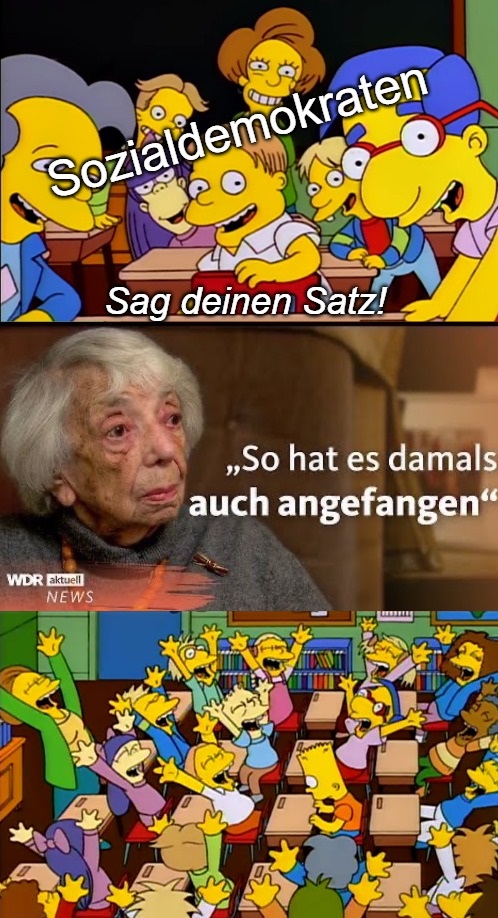 Sozialdemokraten
Sag deinen Satz!
„So hat es damals
auch angefangen“
WDR aktuell
NEWS